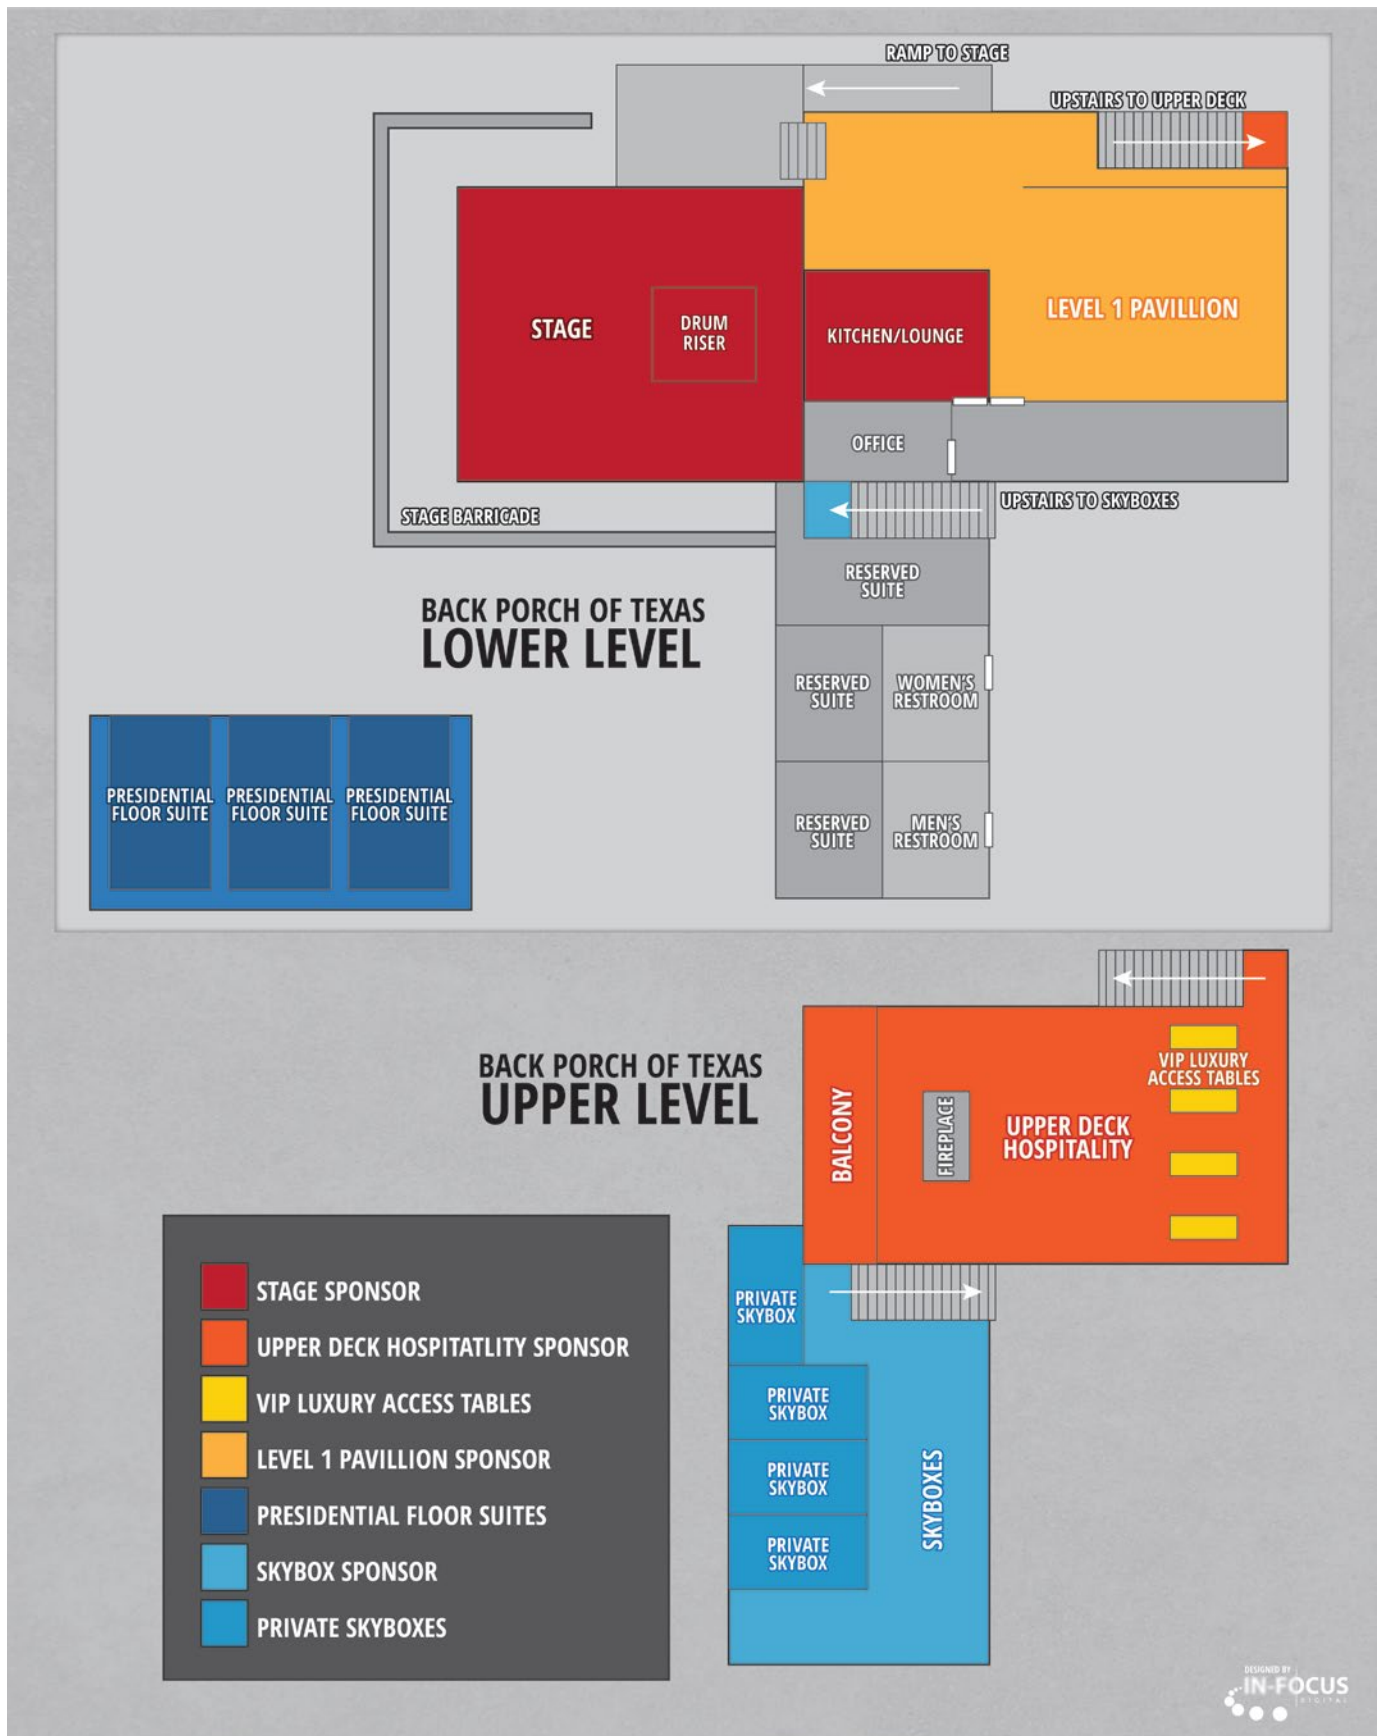 RAMP TO STAGE
UPSTAIRS TO UPPER DECK
STAGE
DRUM
RISER
KITCHEN/LOUNGE
LEVEL 1 PAVILLION
OFFICE
STAGE BARRICADE
UPSTAIRS TO SKYBOXES
RESERVED
SUITE
BACK PORCH OF TEXAS
LOWER LEVEL
RESERVED
SUITE
WOMEN'S
RESTROOM
PRESIDENTIAL
FLOOR SUITE
PRESIDENTIAL
FLOOR SUITE
PRESIDENTIAL
FLOOR SUITE
RESERVED
SUITE
MEN'S
RESTROOM
BACK PORCH OF TEXAS
UPPER LEVEL
BALCONY
FIREPLACE
UPPER DECK
HOSPITALITY
VIP LUXURY
ACCESS TABLES
PRIVATE
SKYBOX
PRIVATE
SKYBOX
PRIVATE
SKYBOX
PRIVATE
SKYBOX
SKYBOXES
STAGE SPONSOR
UPPER DECK HOSPITATLITY SPONSOR
VIP LUXURY ACCESS TABLES
LEVEL 1 PAVILLION SPONSOR
PRESIDENTIAL FLOOR SUITES
SKYBOX SPONSOR
PRIVATE SKYBOXES
DESIGNED BY
IN-FOCUS
DIGITAL